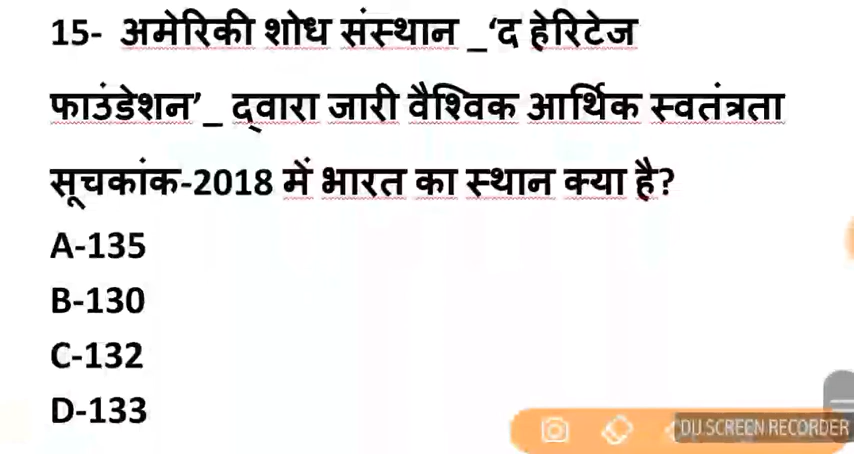 15- अमेरिकी शोध संस्थान _‘द हेरिटेज
फाउंडेशन’_ द्वारा जारी वैश्विक आर्थिक स्वतंत्रता
सूचकांक-2018 में भारत का स्थान क्या है?
A-135
B-130
C-132
D-133
DU SCREEN RECORDER